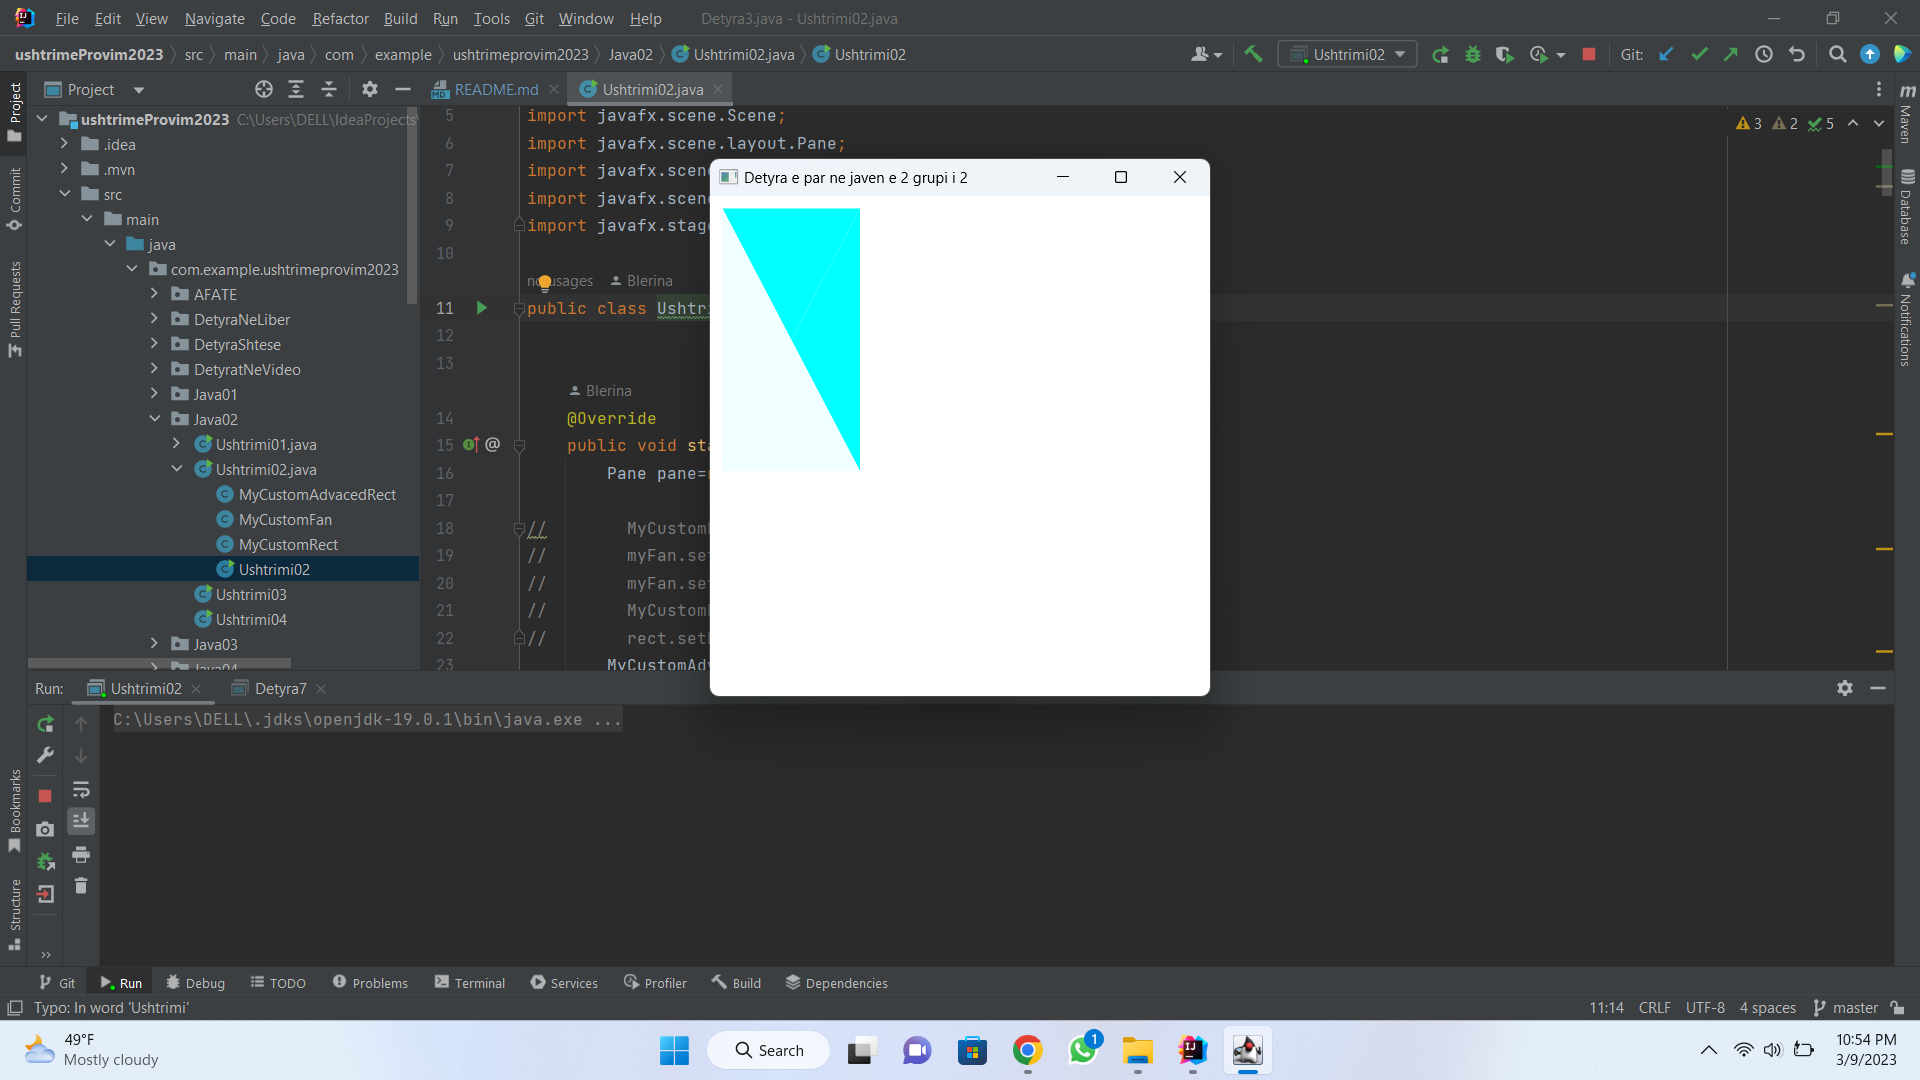 File Edit View Navigate Code Refactor Build Run Tools Git Window Help Detyra3.java - Ushtrimi02.java
ushtrimeProvim2023 src main java com example ushtrimeprovim2023 Java02 Ushtrimi02.java Ushtrimi02 Ushtrimi02 Git:
Project README.md Ushtrimi02.java
ushtrimeProvim2023 C:\Users\DELL\IdeaProjects\
.idea
.mvn
src
main
java
com.example.ushtrimeprovim2023
AFATE
DetyraNeLiber
DetyraShtese
DetyratNeVideo
Java01
Java02
Ushtrimi01.java
Ushtrimi02.java
MyCustomAdvacedRect
MyCustomFan
MyCustomRect
Ushtrimi02
Ushtrimi03
Ushtrimi04
Java03
Java04
Project
Commit
Pull Requests
Bookmarks
Structure
5 import javafx.scene.Scene;
6 import javafx.scene.layout.Pane;
7 import javafx.scene
8 import javafx.scene
9 import javafx.stage
10
no usages Blerina
11 public class Ushtri
12
13
Blerina
14 @Override
15 @ public void sta
16 Pane pane=
17
18 // MyCustom
19 // myFan.set
20 // myFan.set
21 // MyCustom
22 // rect.set
23 MyCustomAdv
3 2 5
Maven
Database
Notifications
Detyra e par ne javen e 2 grupi i 2
Run: Ushtrimi02 Detyra7
C:\Users\DELL\.jdks\openjdk-19.0.1\bin\java.exe ...
Git Run Debug TODO Problems Terminal Services Profiler Build Dependencies
Typo: In word 'Ushtrimi' 11:14 CRLF UTF-8 4 spaces master
49°F
Mostly cloudy
Search
1
10:54 PM
3/9/2023